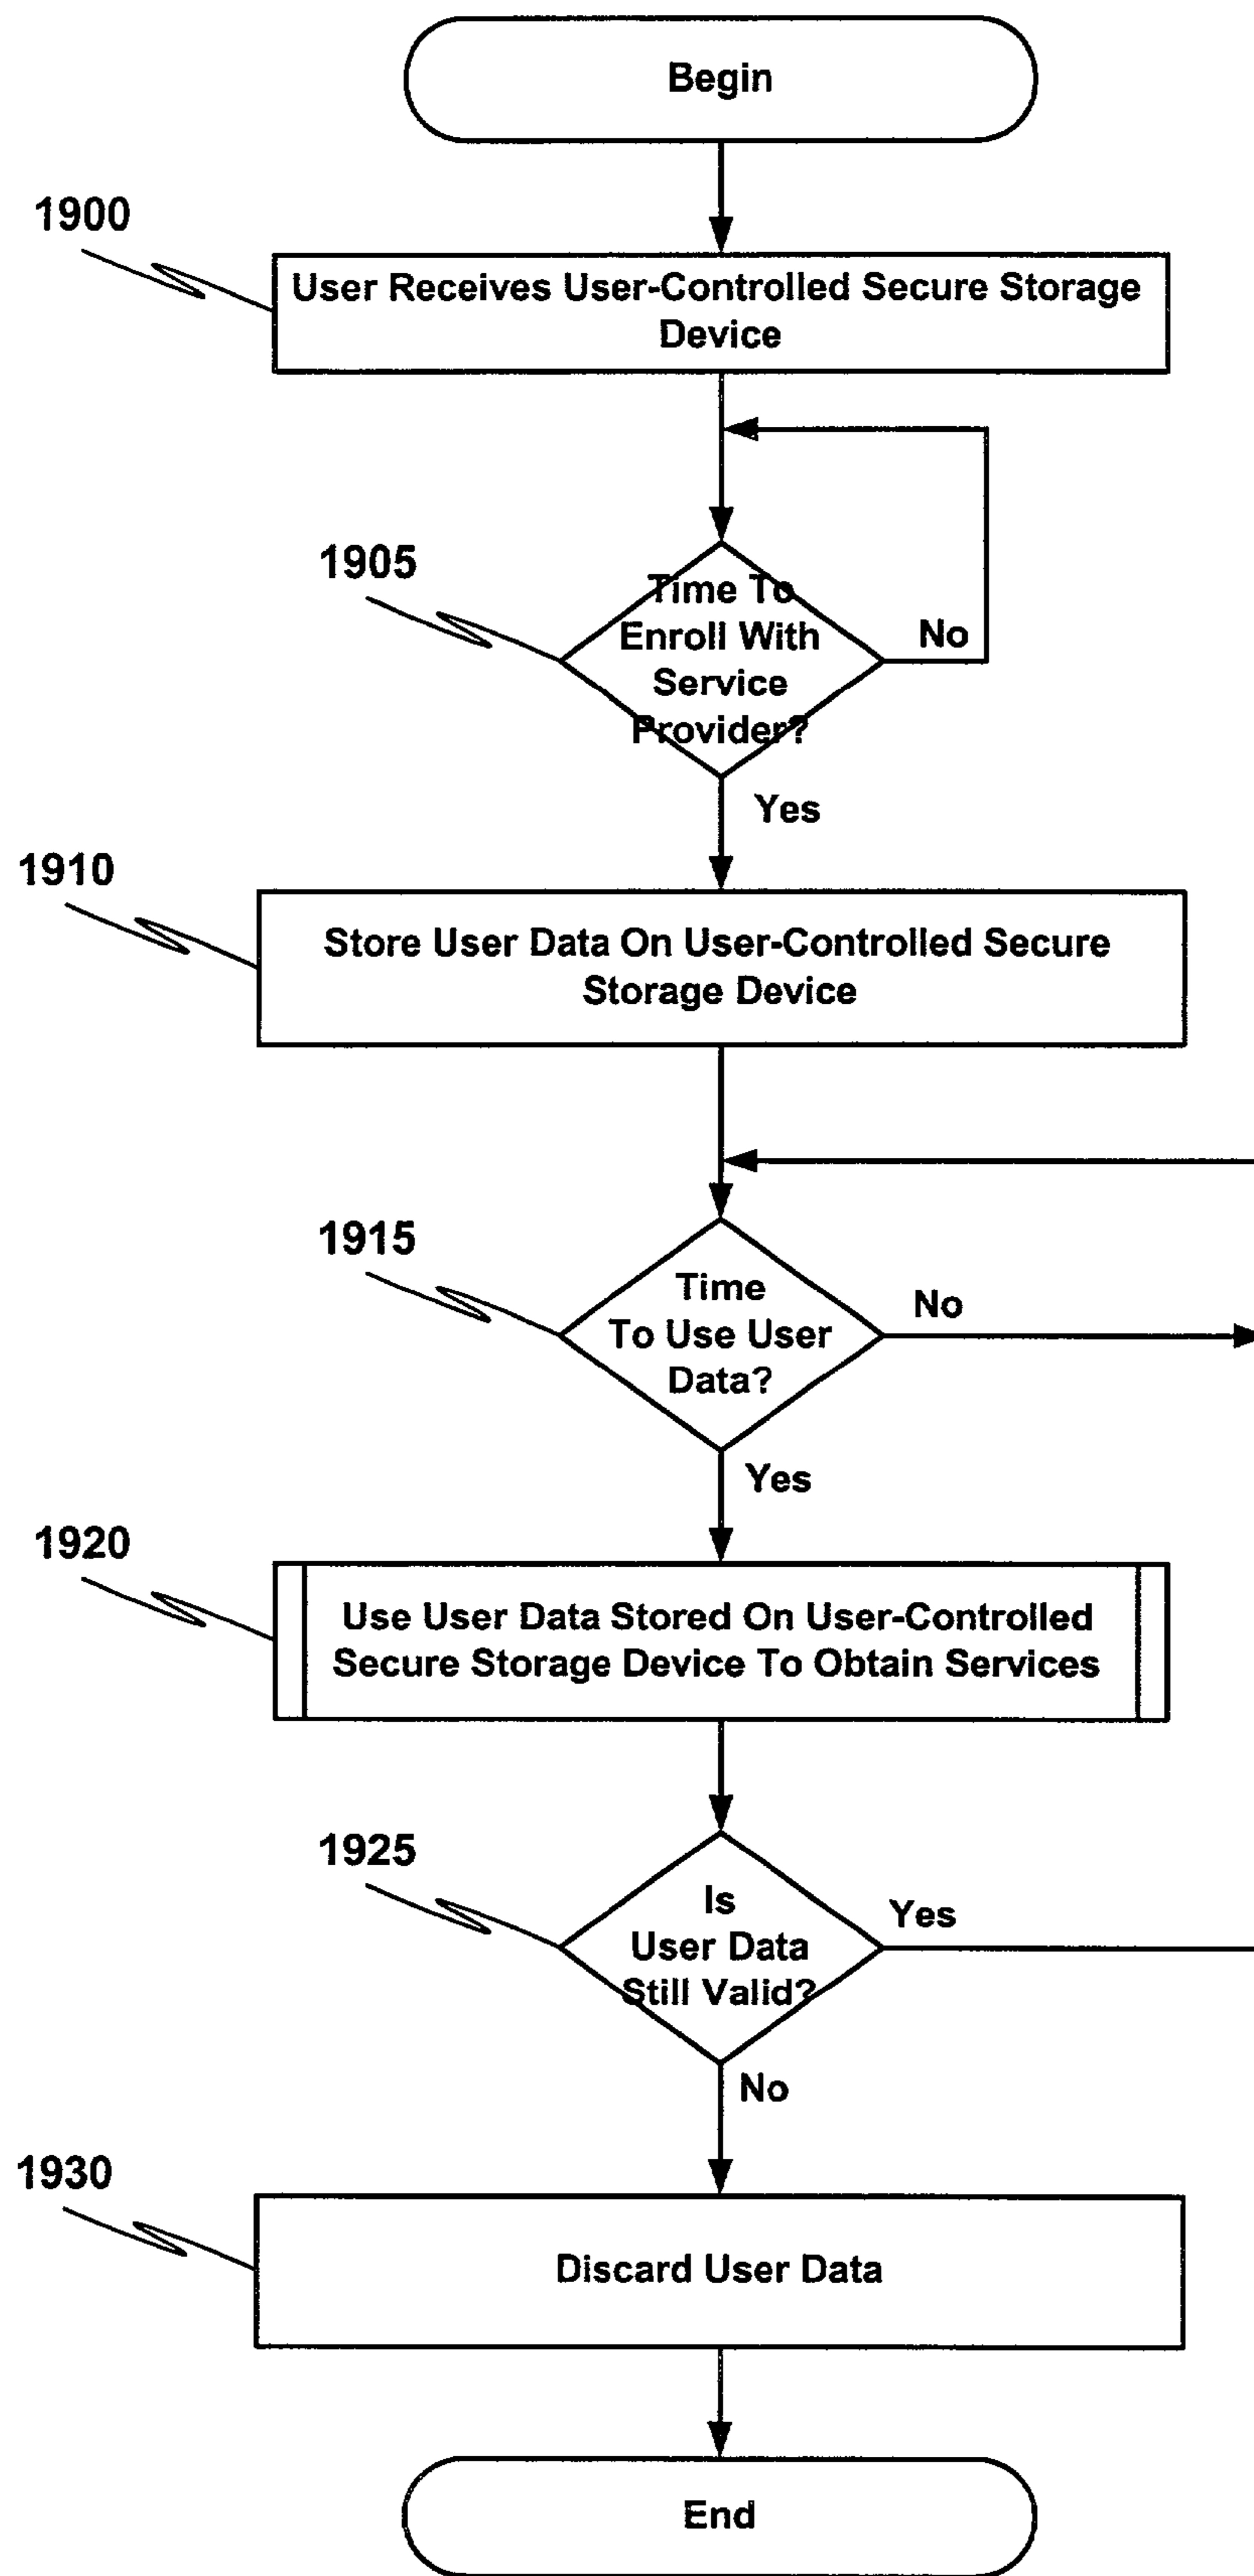 Begin
1900
User Receives User-Controlled Secure Storage
Device
1905
Time To
Enroll With
Service
Provider?
No
Yes
1910
Store User Data On User-Controlled Secure
Storage Device
1915
Time
To Use User
Data?
No
Yes
1920
Use User Data Stored On User-Controlled
Secure Storage Device To Obtain Services
1925
Is
User Data
Still Valid?
Yes
No
1930
Discard User Data
End